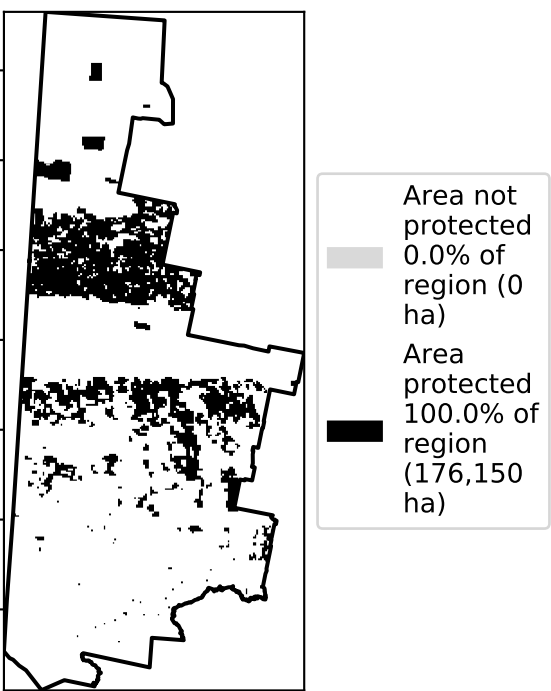 Area not
protected
0.0% of
region (0
ha)
Area
protected
100.0% of
region
(176,150
ha)